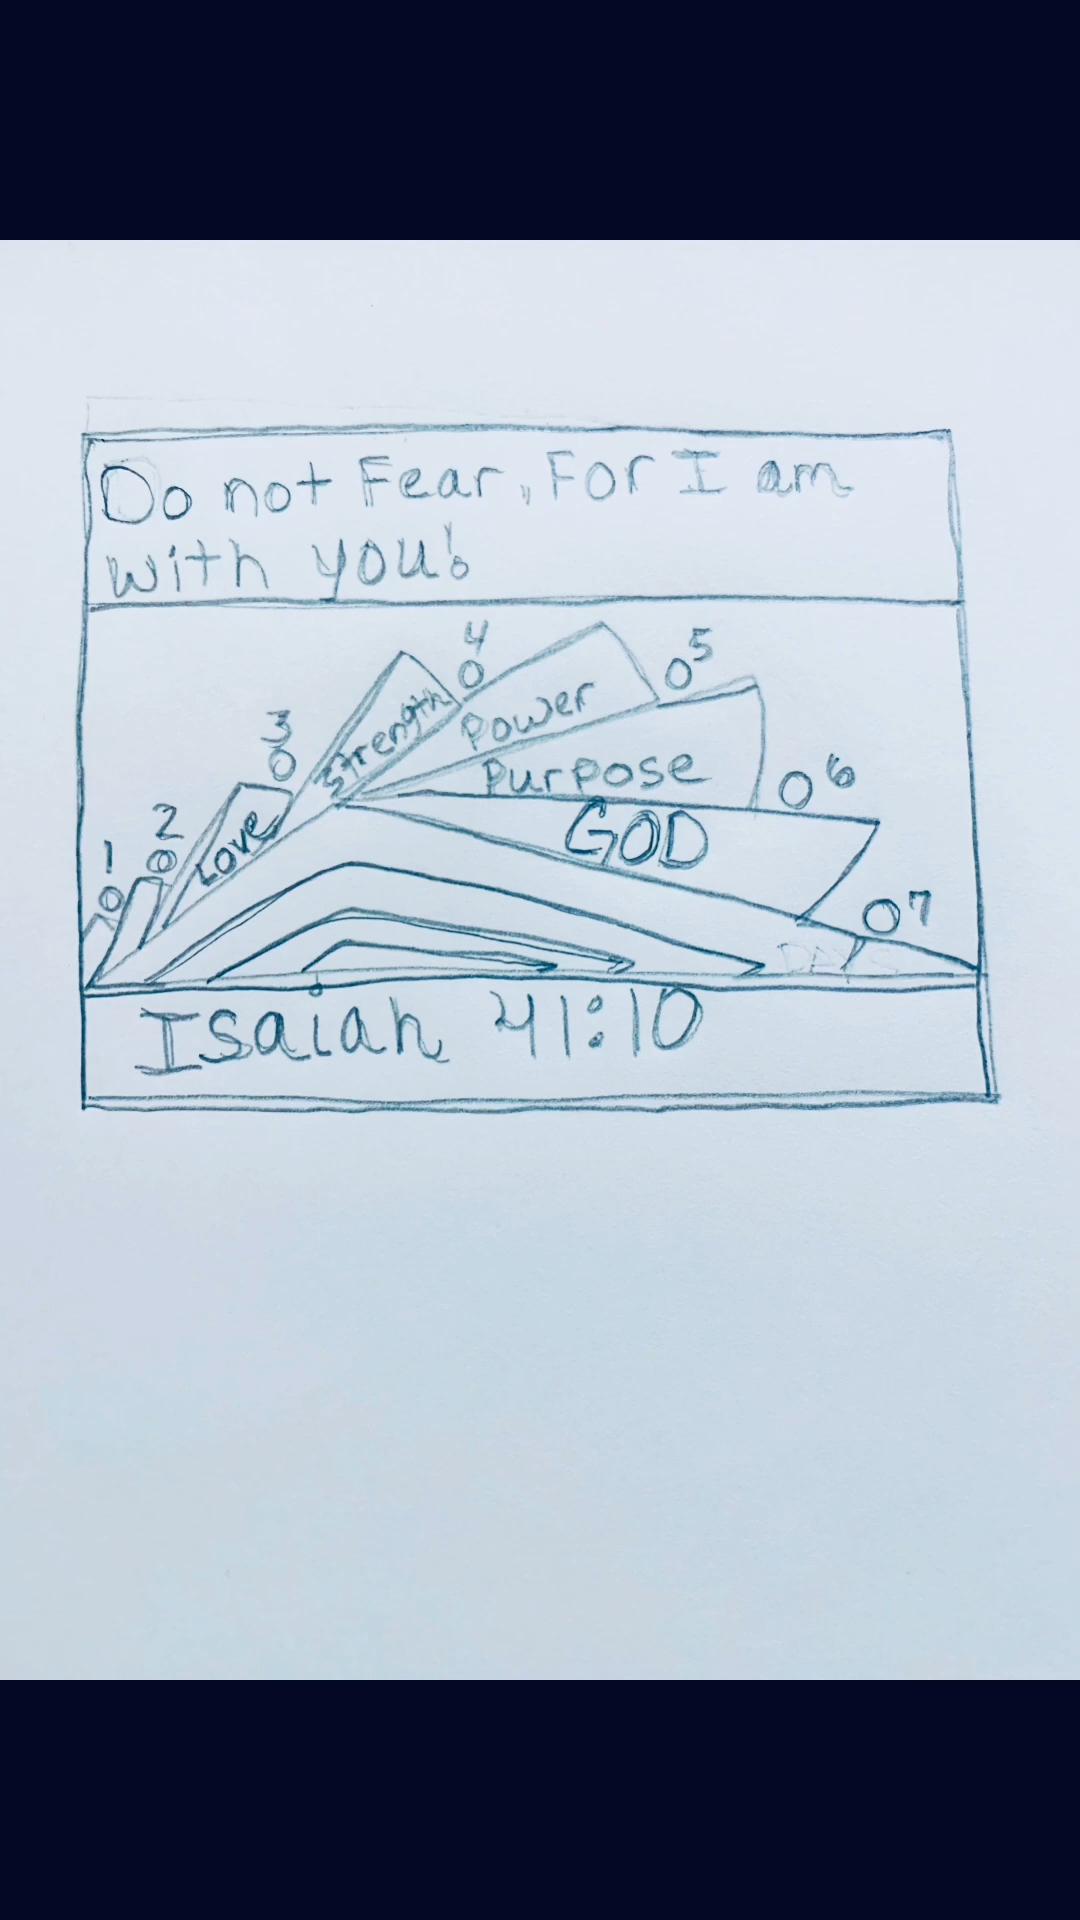 Do not Fear, For I am
with you!
1
2
3
4
5
6
7
Love
Strength
Power
Purpose
GOD
DAYS
Isaiah 41:10